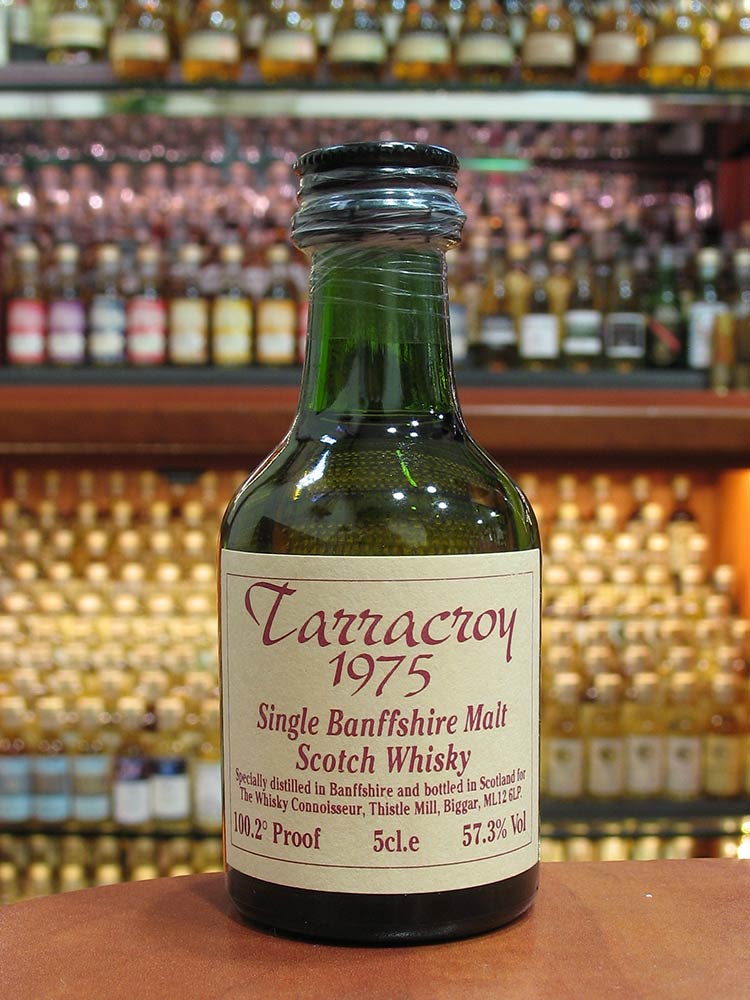 Tarracroy
1975
Single Banffshire Malt
Scotch Whisky
Specially distilled in Banffshire and bottled in Scotland for
The Whisky Connoisseur, Thistle Mill, Biggar, ML12 6LP.
100.2° Proof 5cl.e 57.3% Vol